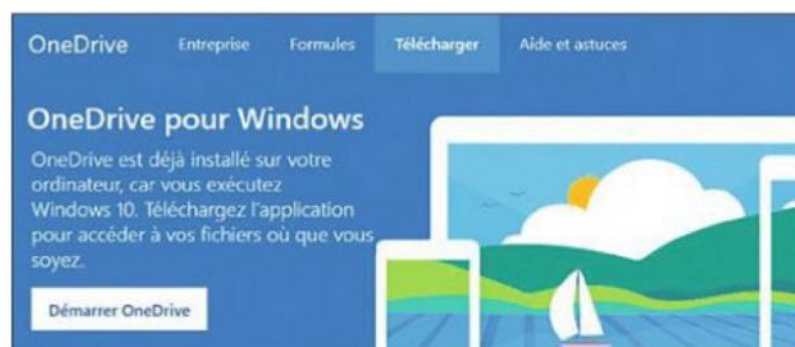 OneDrive Entreprise Formules Télécharger Aide et astuces
OneDrive pour Windows
OneDrive est déjà installé sur votre
ordinateur, car vous exécutez
Windows 10. Téléchargez l'application
pour accéder à vos fichiers où que vous
soyez.
Démarrer OneDrive